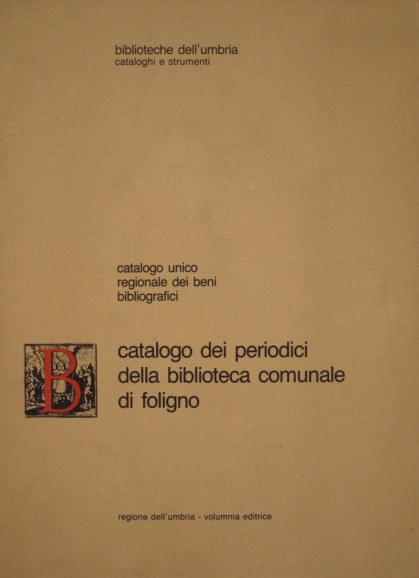 biblioteche dell'umbria
cataloghi e strumenti
catalogo unico
regionale dei beni
bibliografici
B
catalogo dei periodici
della biblioteca comunale
di foligno
regione dell'umbria - volumnia editrice